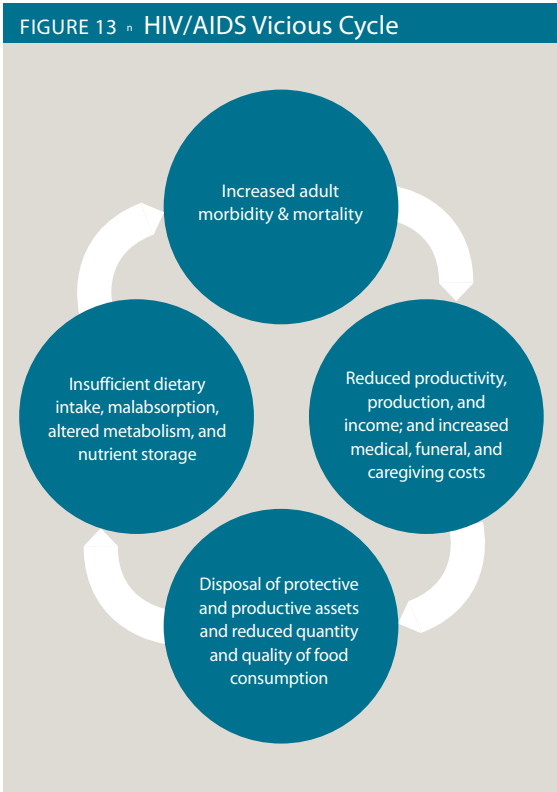 FIGURE 13 n HIV/AIDS Vicious Cycle
Increased adult
morbidity & mortality
Reduced productivity,
production, and
income; and increased
medical, funeral, and
caregiving costs
Disposal of protective
and productive assets
and reduced quantity
and quality of food
consumption
Insufficient dietary
intake, malabsorption,
altered metabolism, and
nutrient storage